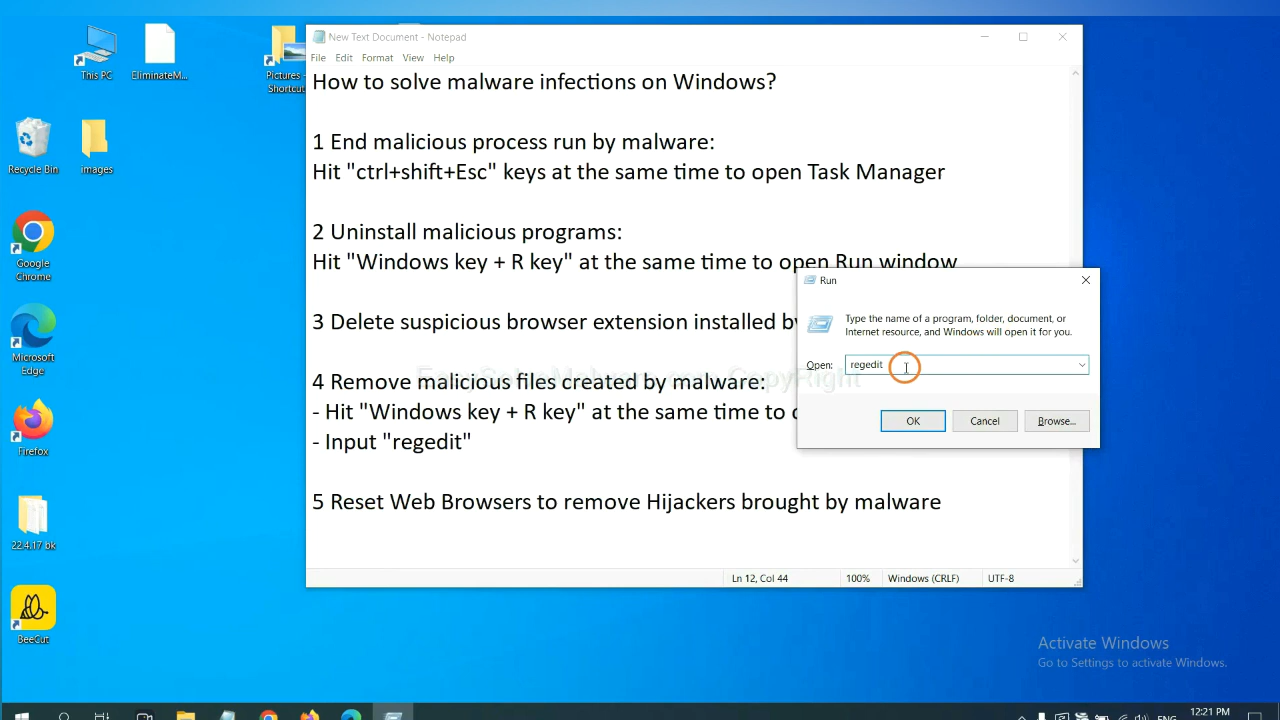 This PC
EliminateM...
Pictures -
Shortcut
Recycle Bin
images
Google
Chrome
Microsoft
Edge
Firefox
22.4.17 bk
BeeCut
New Text Document - Notepad
File Edit Format View Help
How to solve malware infections on Windows?
1 End malicious process run by malware:
Hit "ctrl+shift+Esc" keys at the same time to open Task Manager
2 Uninstall malicious programs:
Hit "Windows key + R key" at the same time to open Run window
3 Delete suspicious browser extension installed by
4 Remove malicious files created by malware:
- Hit "Windows key + R key" at the same time to
- Input "regedit"
5 Reset Web Browsers to remove Hijackers brought by malware
Ln 12, Col 44 100% Windows (CRLF) UTF-8
Run
Type the name of a program, folder, document, or
Internet resource, and Windows will open it for you.
Open: regedit
OK Cancel Browse...
Activate Windows
Go to Settings to activate Windows.
12:21 PM
ENG